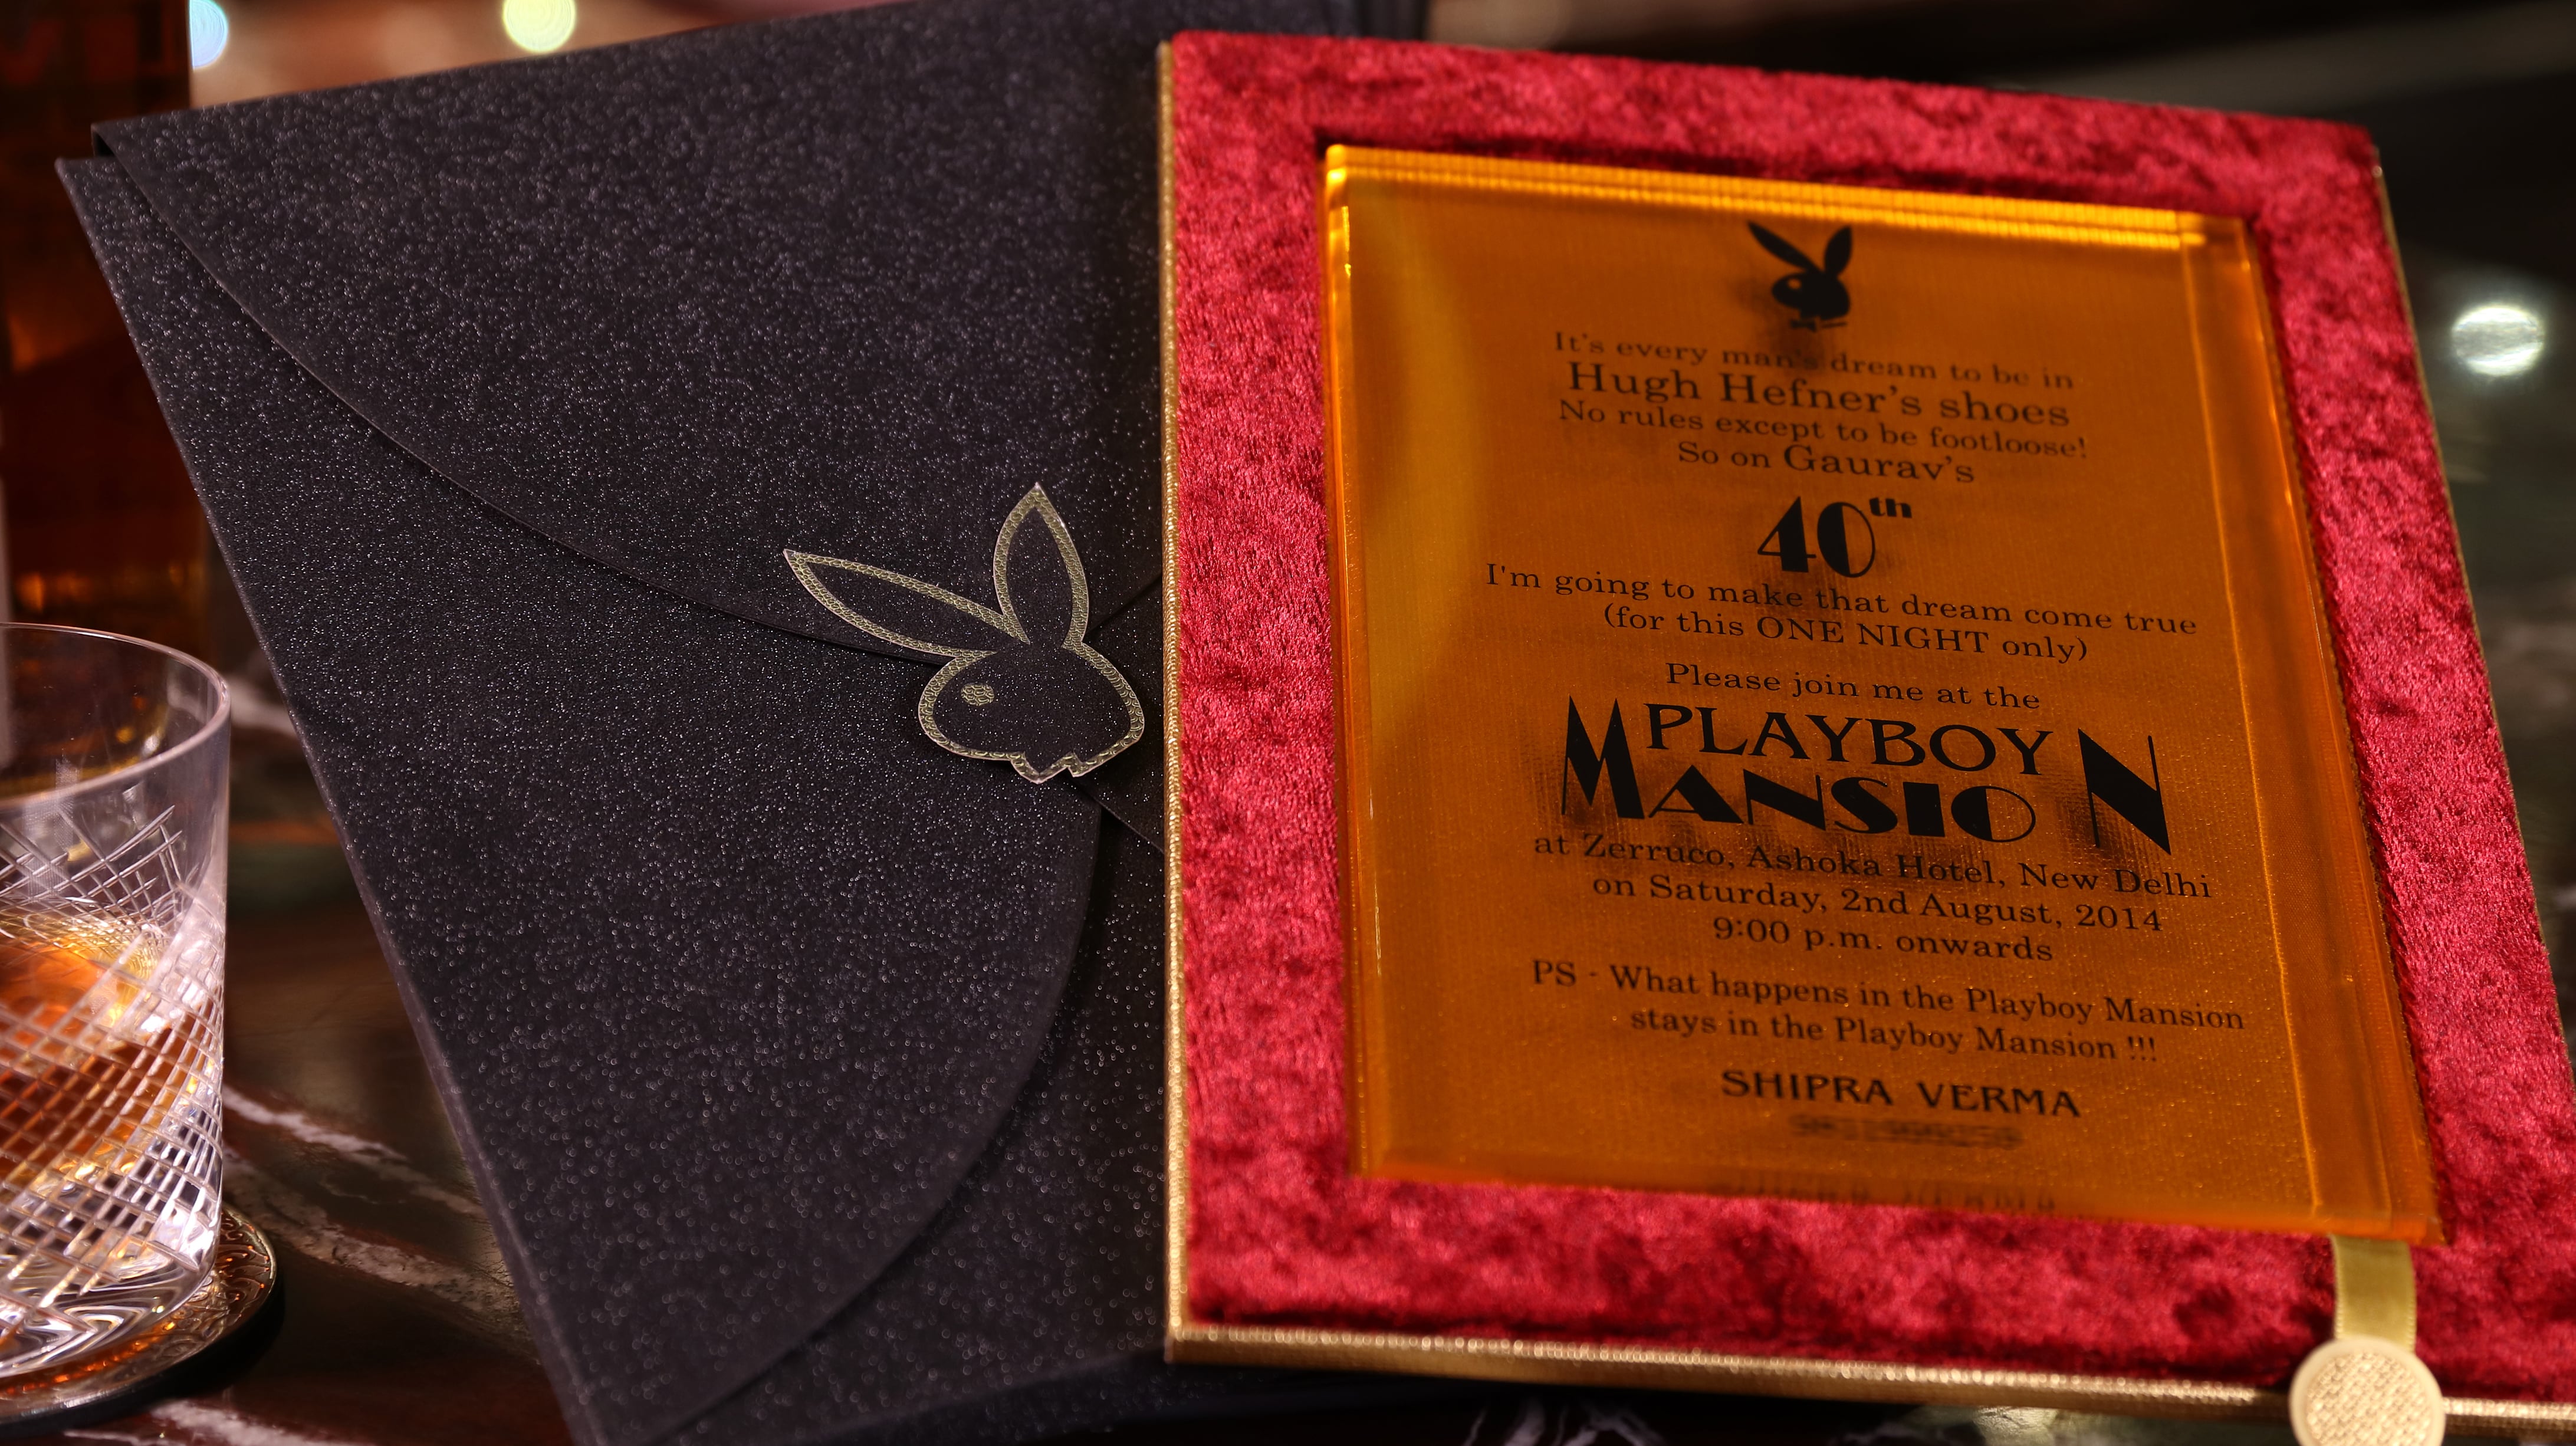 It's every man's dream to be in
Hugh Hefner's shoes
No rules except to be footloose!
So on Gaurav's
40th
I'm going to make that dream come true
(for this ONE NIGHT only)
Please join me at the
PLAYBOY
MANSION
at Zerruco, Ashoka Hotel, New Delhi
on Saturday, 2nd August, 2014
9:00 p.m. onwards
PS - What happens in the Playboy Mansion
stays in the Playboy Mansion !!!
SHIPRA VERMA